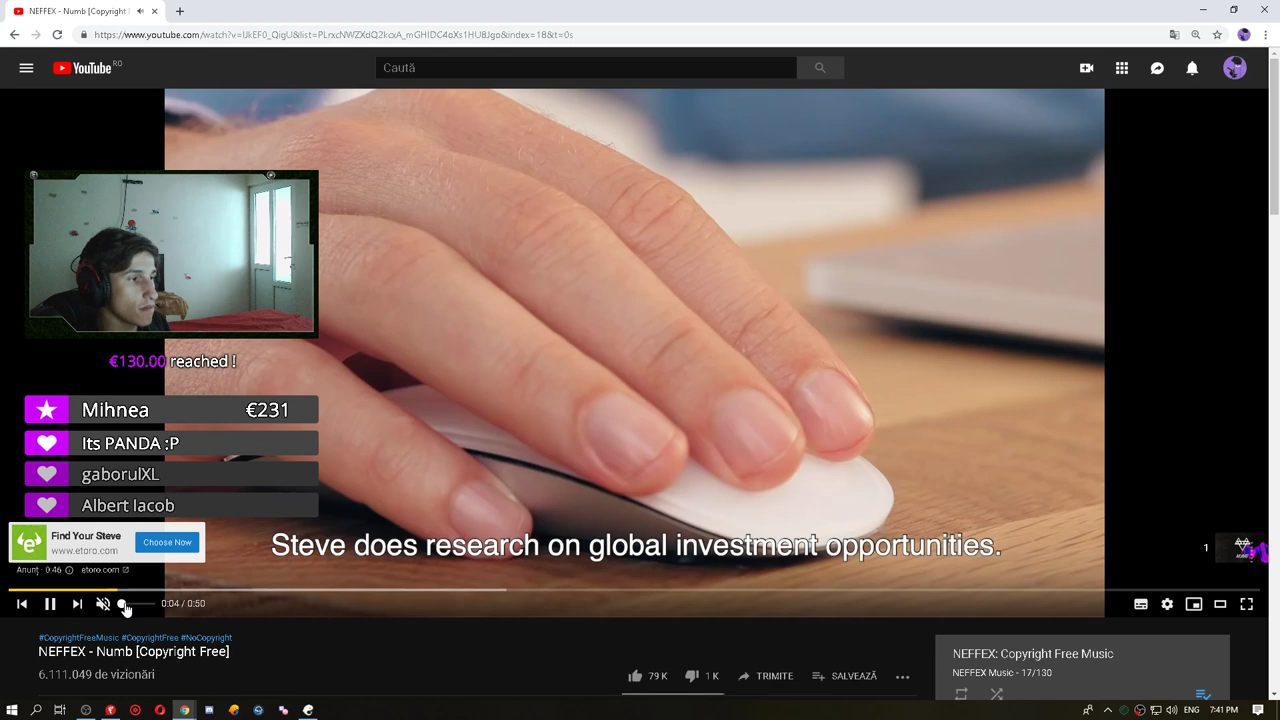 NEFFEX - Numb [Copyright F
https://www.youtube.com/watch?v=UkEF0_QigU&list=PLrxcNWZXdQ2kcxA_mGHIDC4oXs1HU8Jgo&index=18&t=0s
YouTube RO
Caută
€130.00 reached !
Mihnea €231
Its PANDA :P
gaborulXL
Albert Iacob
Find Your Steve
www.etoro.com
Choose Now
Steve does research on global investment opportunities.
1
Anunț · 0:46 etoro.com
0:04 / 0:50
#CopyrightFreeMusic #CopyrightFree #NoCopyright
NEFFEX - Numb [Copyright Free]
6.111.049 de vizionări
79 K
1 K
TRIMITE
SALVEAZĂ
NEFFEX: Copyright Free Music
NEFFEX Music - 17/130
ENG
7:41 PM